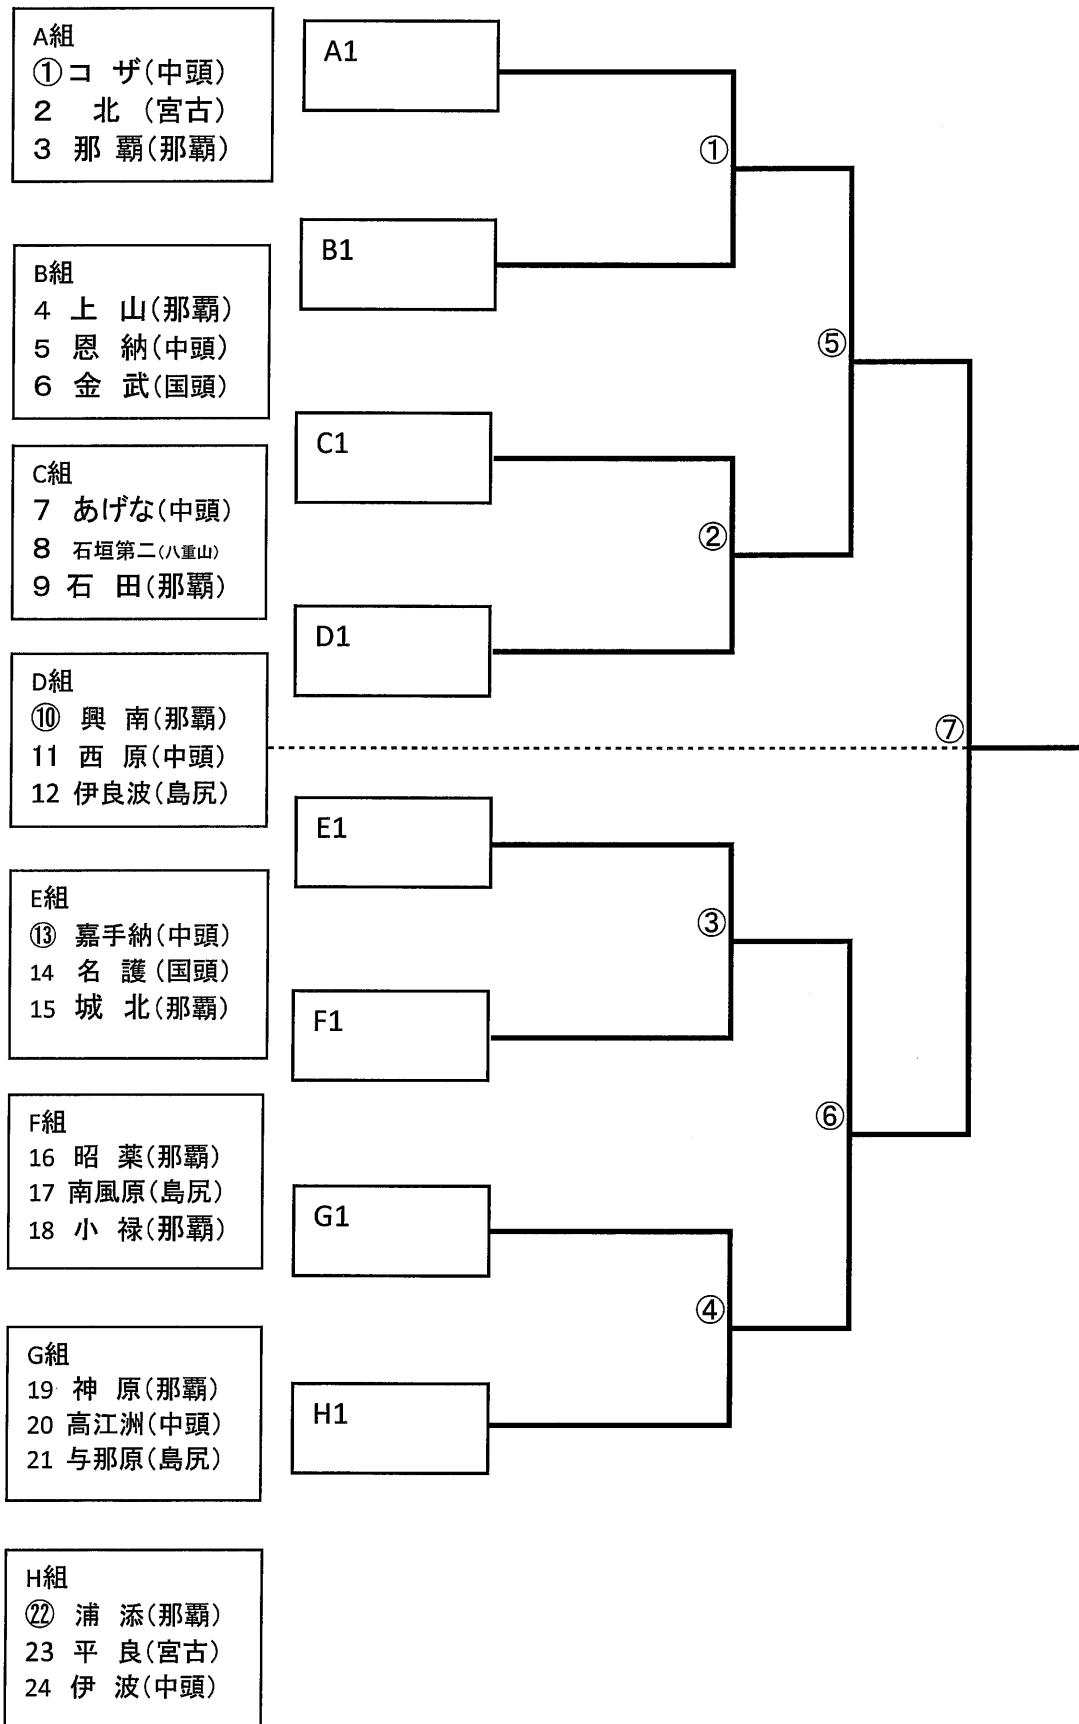 A組
①コ ザ(中頭)
2 北 (宮古)
3 那 覇(那覇)
B組
4 上 山(那覇)
5 恩 納(中頭)
6 金 武(国頭)
C組
7 あげな(中頭)
8 石垣第二(八重山)
9 石 田(那覇)
D組
⑩ 興 南(那覇)
11 西 原(中頭)
12 伊良波(島尻)
E組
⑬ 嘉手納(中頭)
14 名 護(国頭)
15 城 北(那覇)
F組
16 昭 薬(那覇)
17 南風原(島尻)
18 小 禄(那覇)
G組
19 神 原(那覇)
20 高江洲(中頭)
21 与那原(島尻)
H組
㉒ 浦 添(那覇)
23 平 良(宮古)
24 伊 波(中頭)
A1
B1
C1
D1
E1
F1
G1
H1
①
②
③
④
⑤
⑥
⑦